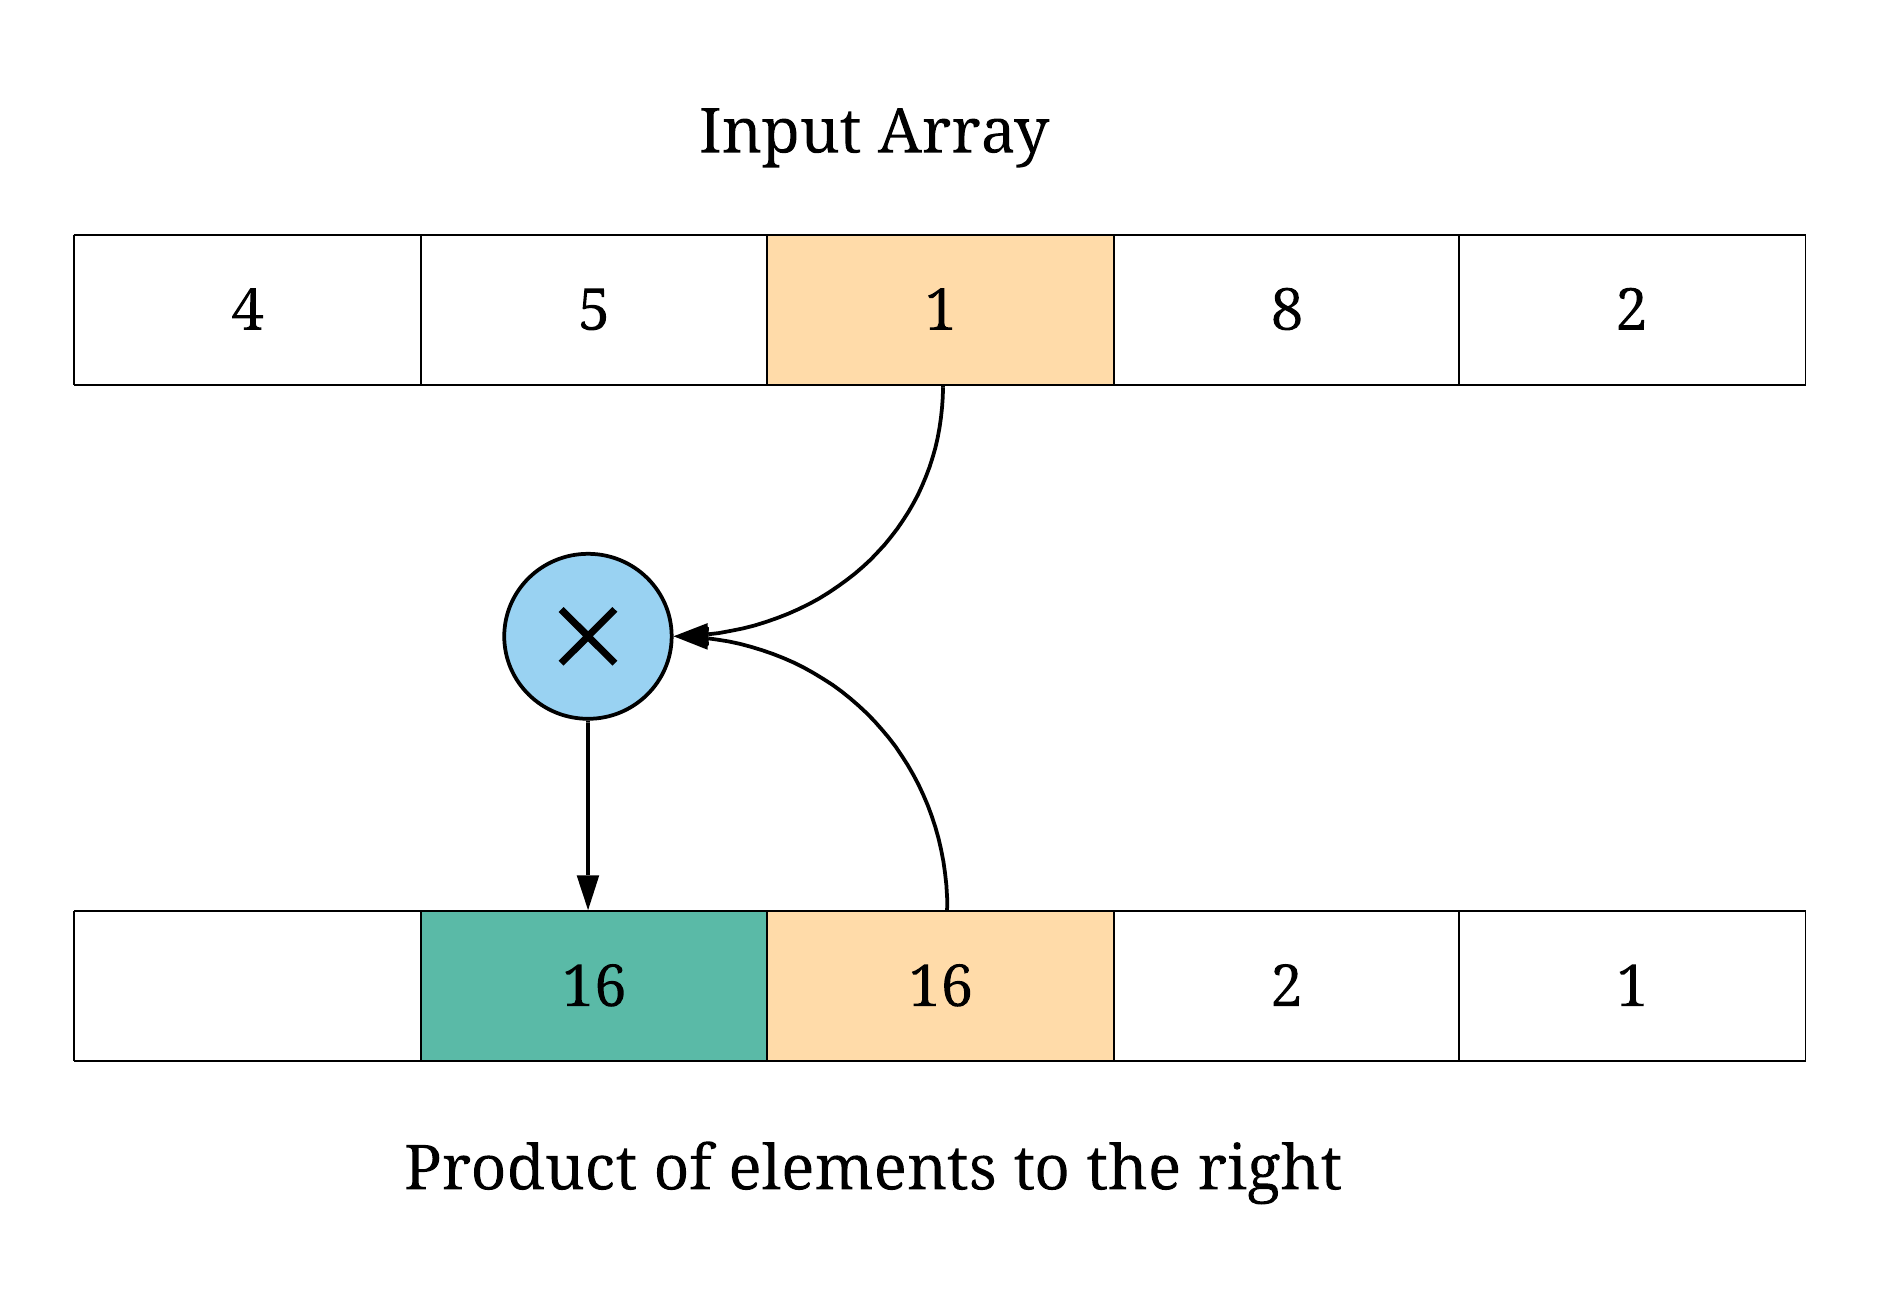 Input Array
4 5 1 8 2
×
16 16 2 1
Product of elements to the right